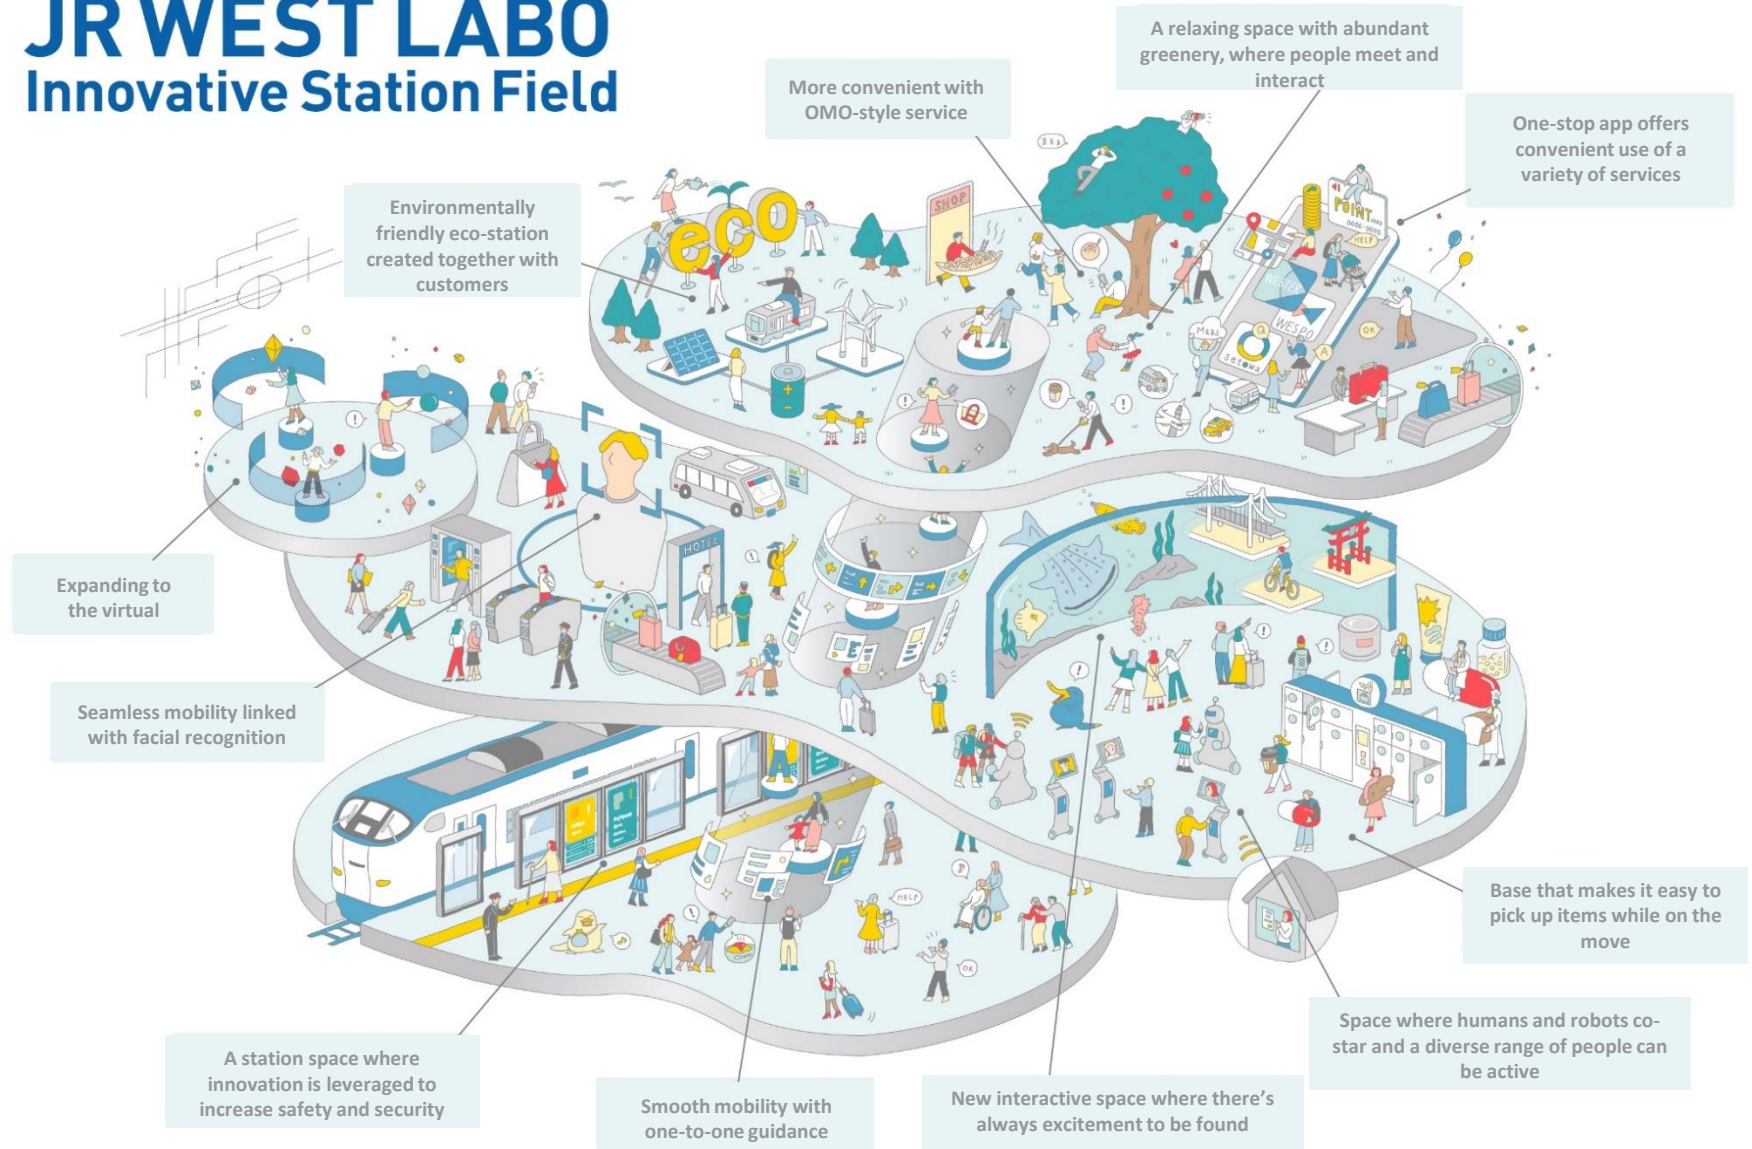 JR WEST LABO
Innovative Station Field
A relaxing space with abundant
greenery, where people meet and
interact
More convenient with
OMO-style service
One-stop app offers
convenient use of a
variety of services
Environmentally
friendly eco-station
created together with
customers
eco
SHOP
POINT
0000-0000
HELP
WESTER
WESPO
MaaS
Q
A
setowa
OK
HOTEL
Expanding to
the virtual
Seamless mobility linked
with facial recognition
HELP
OK
Base that makes it easy to
pick up items while on the
move
Space where humans and robots co-
star and a diverse range of people can
be active
A station space where
innovation is leveraged to
increase safety and security
Smooth mobility with
one-to-one guidance
New interactive space where there’s
always excitement to be found